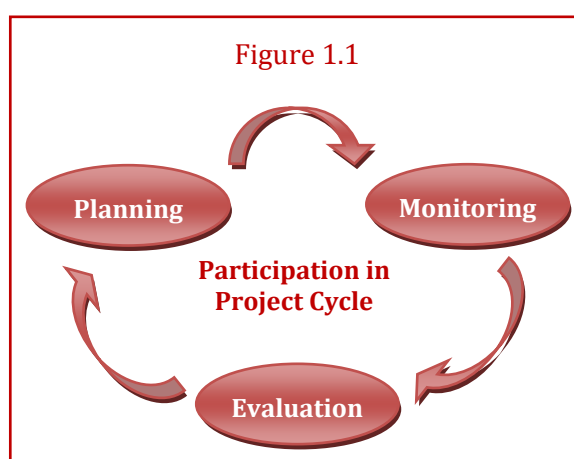 Figure 1.1
Planning
Monitoring
Participation in
Project Cycle
Evaluation